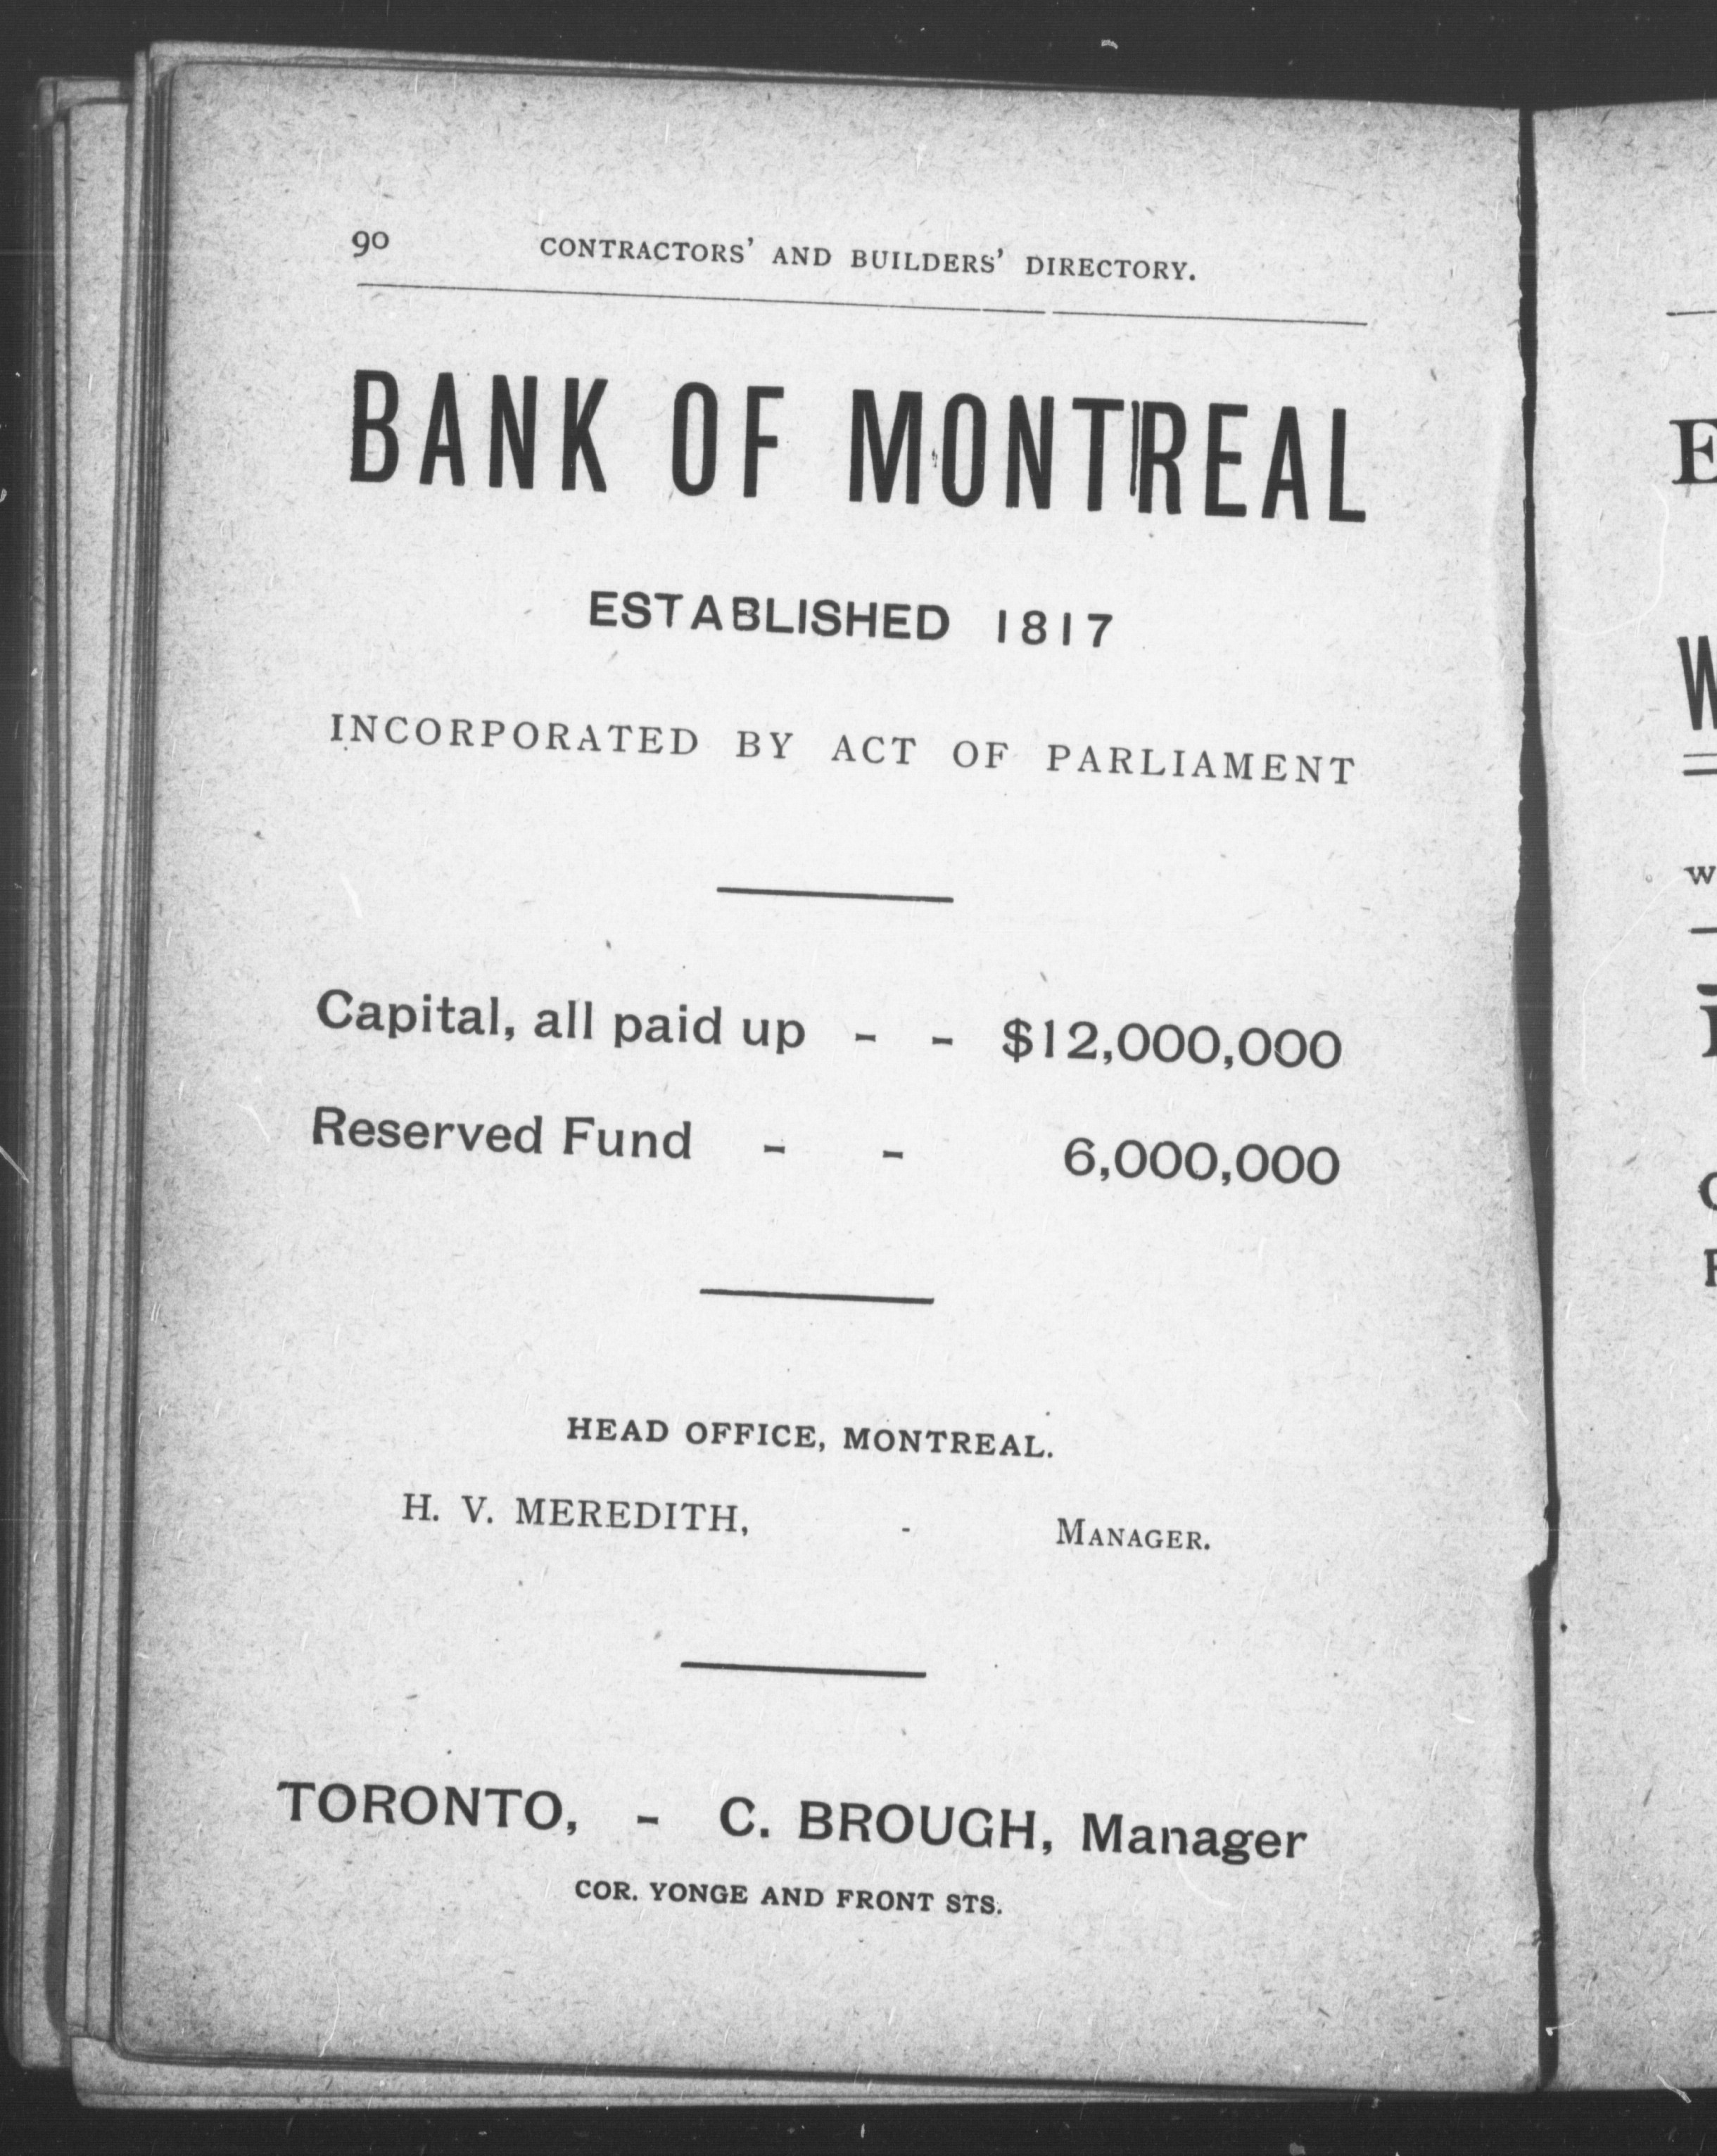 90 CONTRACTORS' AND BUILDERS' DIRECTORY.
BANK OF MONTREAL
ESTABLISHED 1817
INCORPORATED BY ACT OF PARLIAMENT
Capital, all paid up - - $12,000,000
Reserved Fund - - 6,000,000
HEAD OFFICE, MONTREAL.
H. V. MEREDITH, - MANAGER.
TORONTO, - C. BROUGH, Manager
COR. YONGE AND FRONT STS.